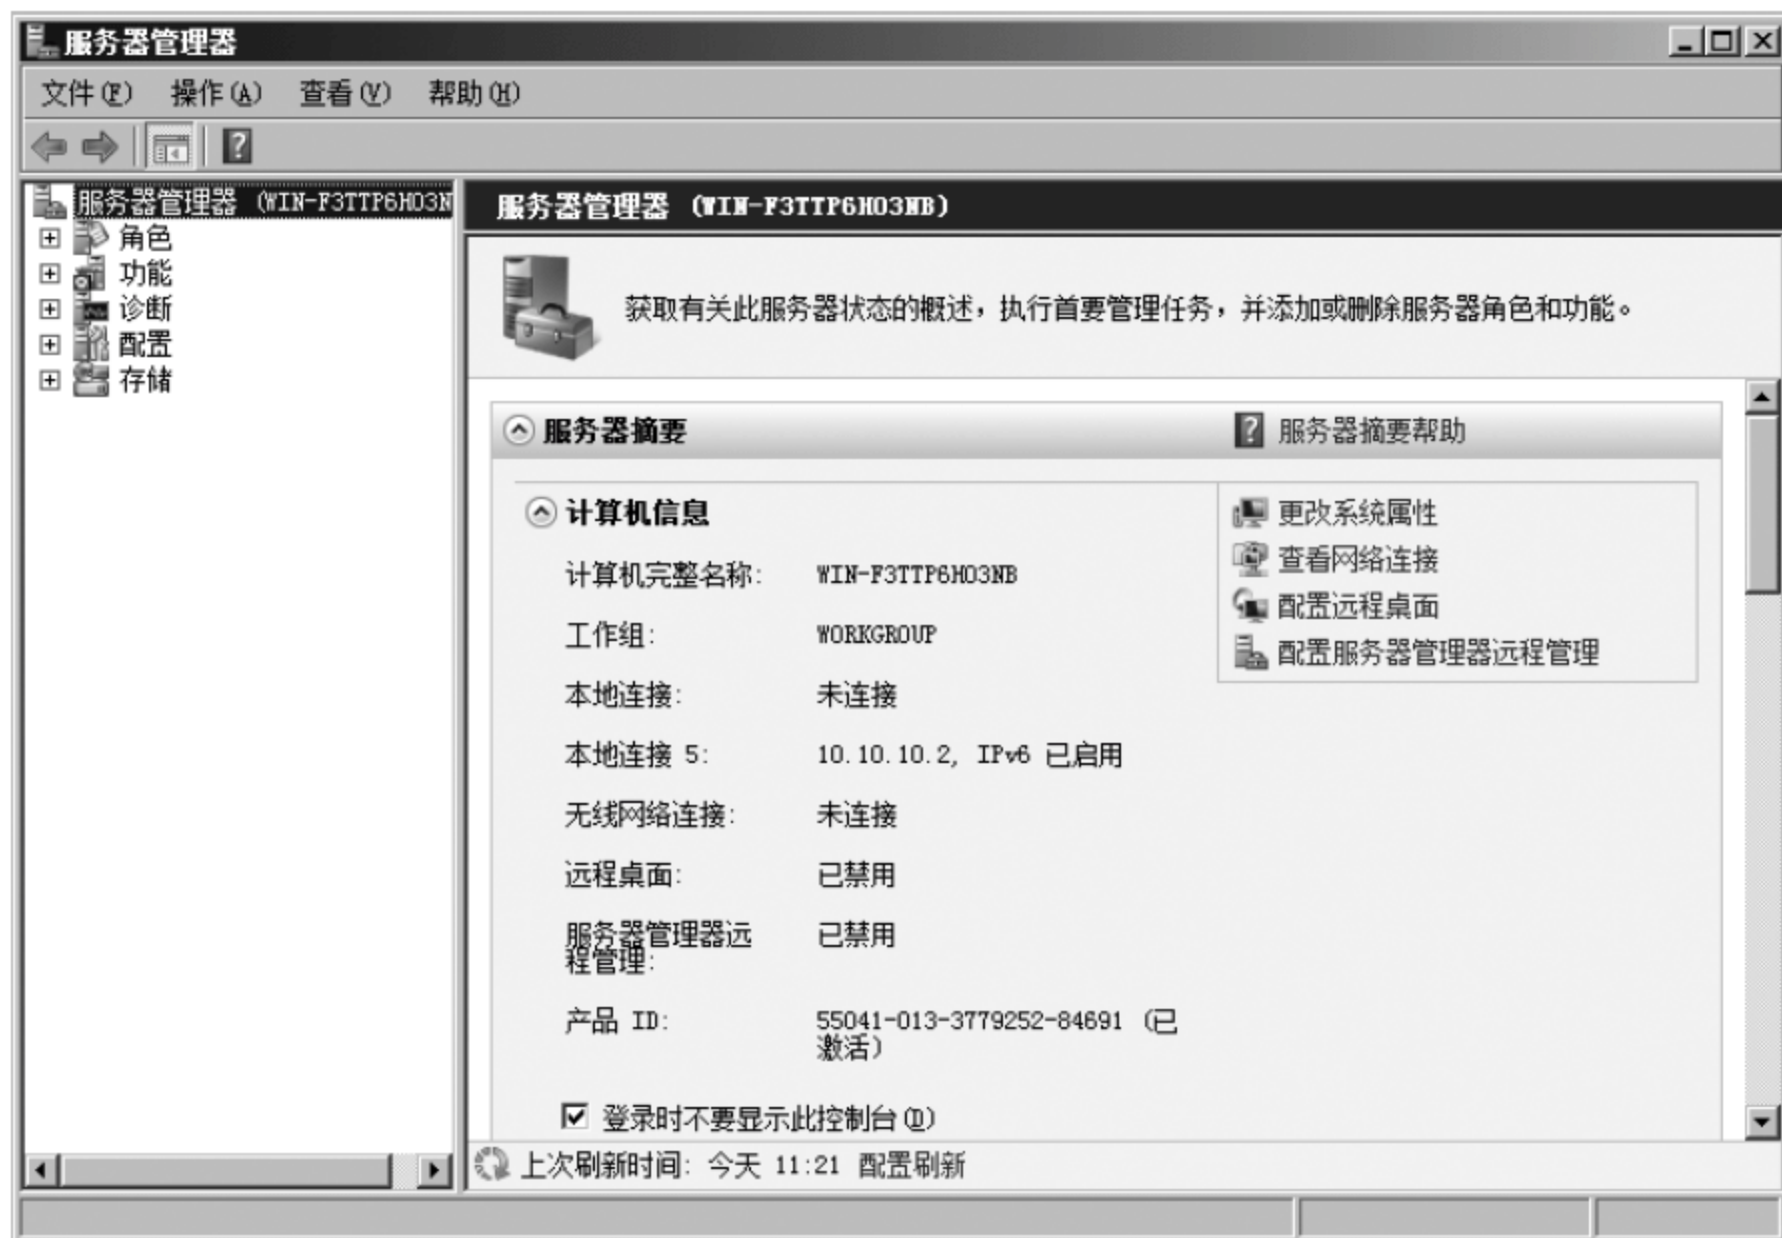 服务器管理器
文件(F) 操作(A) 查看(V) 帮助(H)
服务器管理器 (WIN-F3TTP6HO3N
角色
功能
诊断
配置
存储
服务器管理器 (WIN-F3TTP6HO3NB)
获取有关此服务器状态的概述，执行首要管理任务，并添加或删除服务器角色和功能。
服务器摘要
服务器摘要帮助
计算机信息
计算机完整名称: WIN-F3TTP6HO3NB
工作组: WORKGROUP
本地连接: 未连接
本地连接 5: 10.10.10.2, IPv6 已启用
无线网络连接: 未连接
远程桌面: 已禁用
服务器管理器远 已禁用
程管理:
产品 ID: 55041-013-3779252-84691 (已
激活)
登录时不要显示此控制台(D)
更改系统属性
查看网络连接
配置远程桌面
配置服务器管理器远程管理
上次刷新时间: 今天 11:21 配置刷新